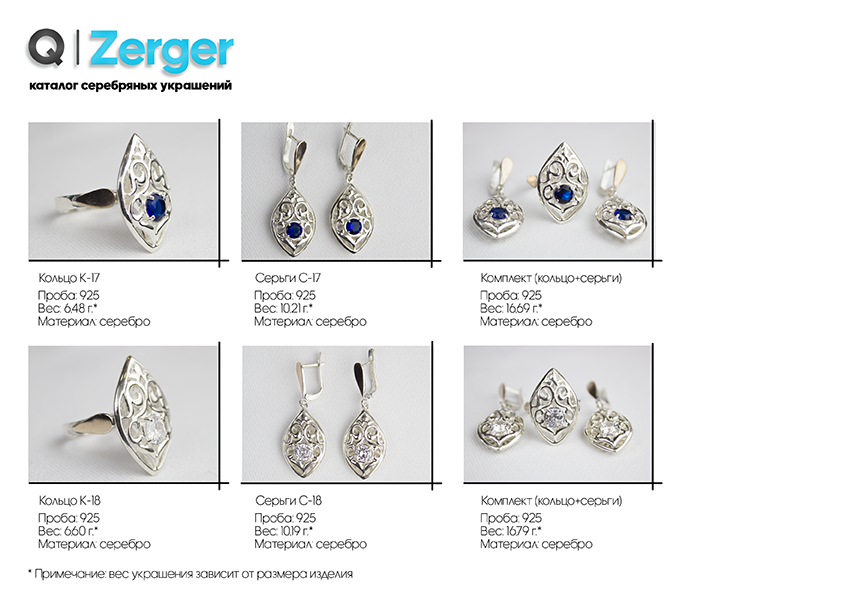 Q | Zerger
каталог серебряных украшений
Кольцо К-17
Проба: 925
Вес: 6,48 г.*
Материал: серебро
Серьги С-17
Проба: 925
Вес: 10,21 г.*
Материал: серебро
Комплект (кольцо+серьги)
Проба: 925
Вес: 16,69 г.*
Материал: серебро
Кольцо К-18
Проба: 925
Вес: 6,60 г.*
Материал: серебро
Серьги С-18
Проба: 925
Вес: 10,19 г.*
Материал: серебро
Комплект (кольцо+серьги)
Проба: 925
Вес: 16,79 г.*
Материал: серебро
* Примечание: вес украшения зависит от размера изделия